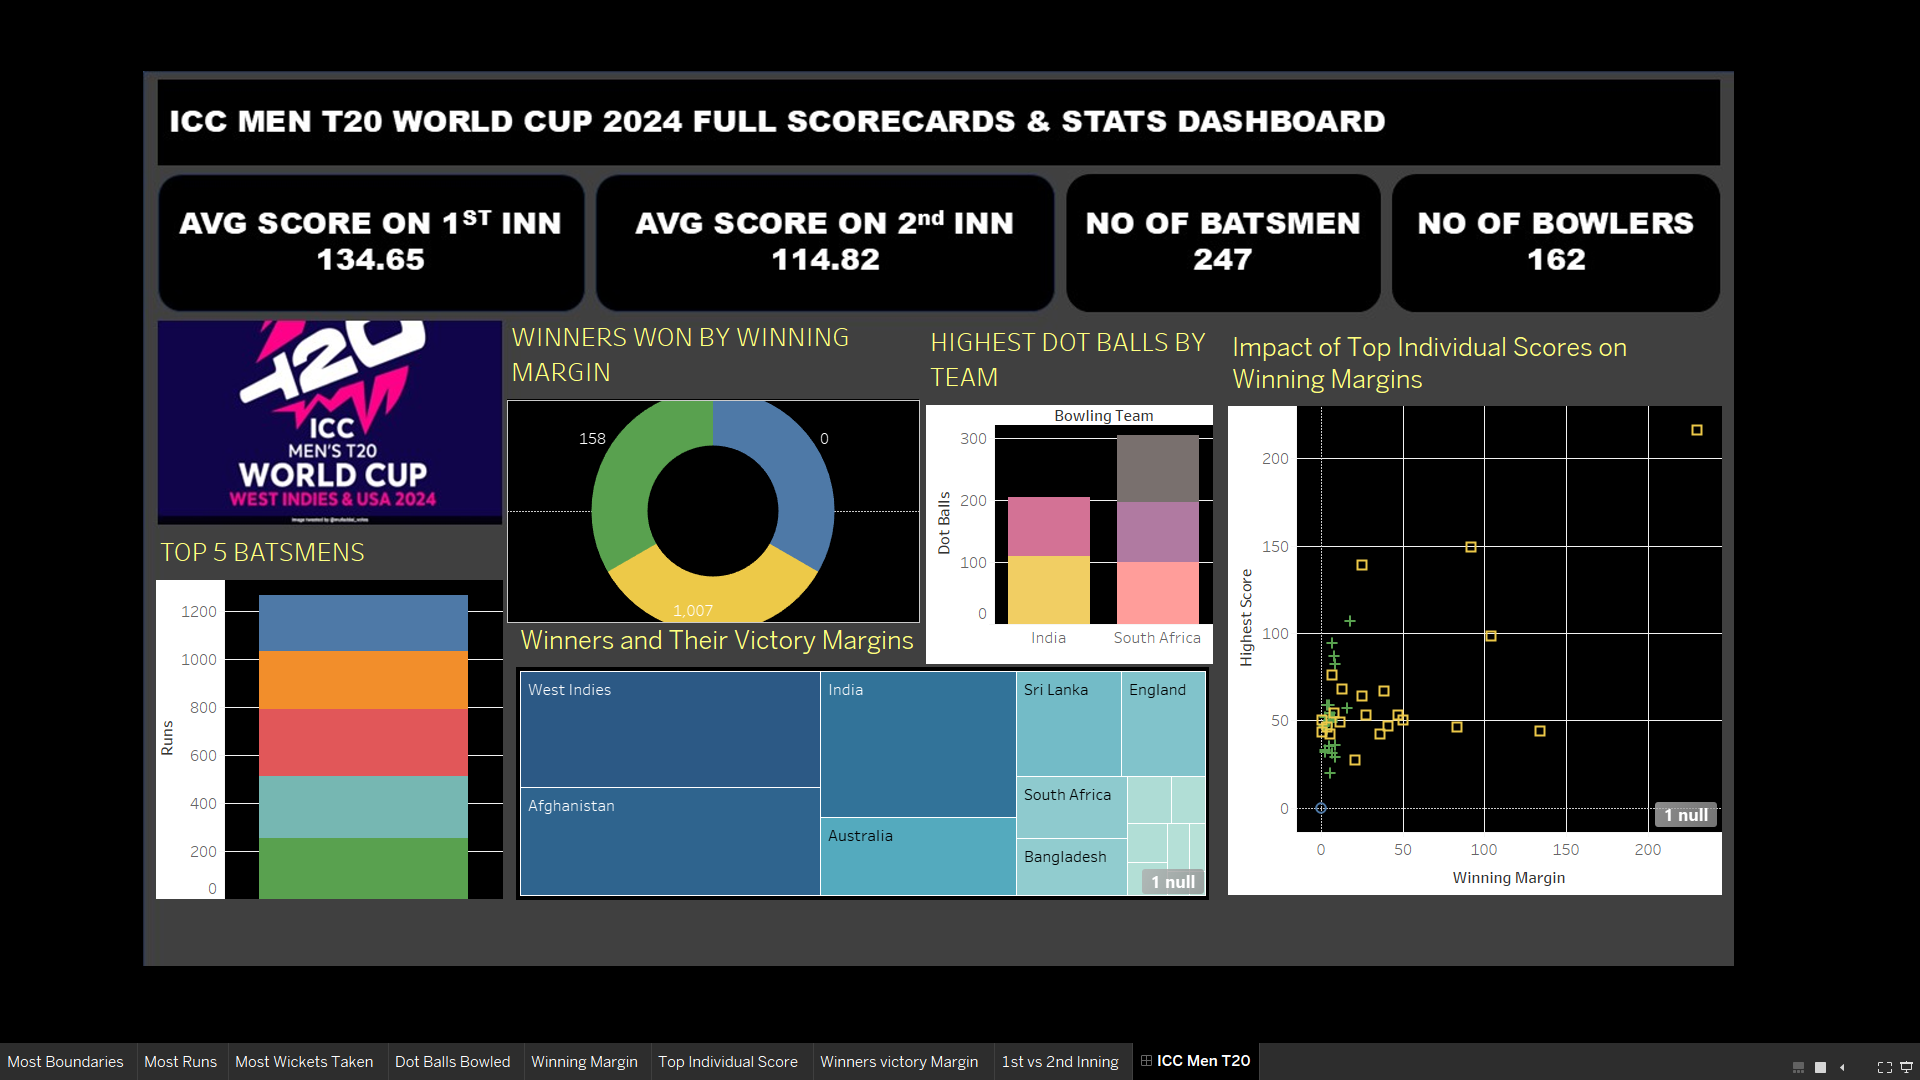 ICC MEN T20 WORLD CUP 2024 FULL SCORECARDS & STATS DASHBOARD
AVG SCORE ON 1ST INN
134.65
AVG SCORE ON 2nd INN
114.82
NO OF BATSMEN
247
NO OF BOWLERS
162
T20
ICC
MEN'S T20
WORLD CUP
WEST INDIES & USA 2024
TOP 5 BATSMENS
Runs
1200
1000
800
600
400
200
0
WINNERS WON BY WINNING
MARGIN
158
0
1,007
Winners and Their Victory Margins
West Indies
Afghanistan
India
Australia
Sri Lanka
England
South Africa
Bangladesh
1 null
HIGHEST DOT BALLS BY
TEAM
Bowling Team
Dot Balls
300
200
100
0
India
South Africa
Impact of Top Individual Scores on
Winning Margins
Highest Score
200
150
100
50
0
1 null
0
50
100
150
200
Winning Margin
Most Boundaries
Most Runs
Most Wickets Taken
Dot Balls Bowled
Winning Margin
Top Individual Score
Winners victory Margin
1st vs 2nd Inning
ICC Men T20